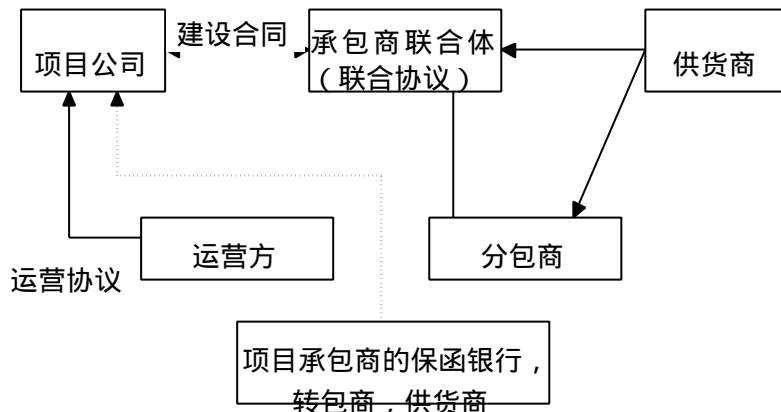 建设合同
项目公司
承包商联合体
（联合协议）
供货商
运营方
分包商
运营协议
项目承包商的保函银行，
转包商，供货商